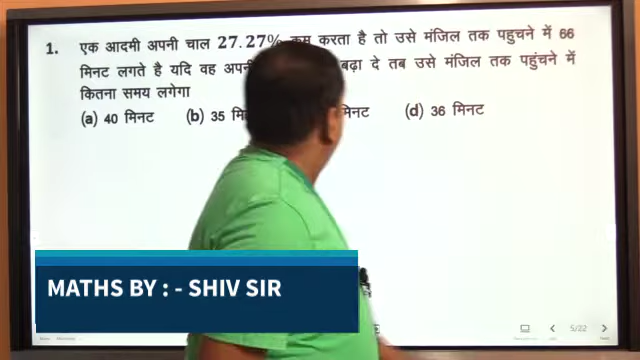 1. एक आदमी अपनी चाल 27.27% कम करता है तो उसे मंजिल तक पहुचने में 66
मिनट लगते है यदि वह अपनी बढ़ा दे तब उसे मंजिल तक पहुंचने में
कितना समय लगेगा
(a) 40 मिनट (b) 35 मिनट (d) 36 मिनट
MATHS BY : - SHIV SIR
5/22